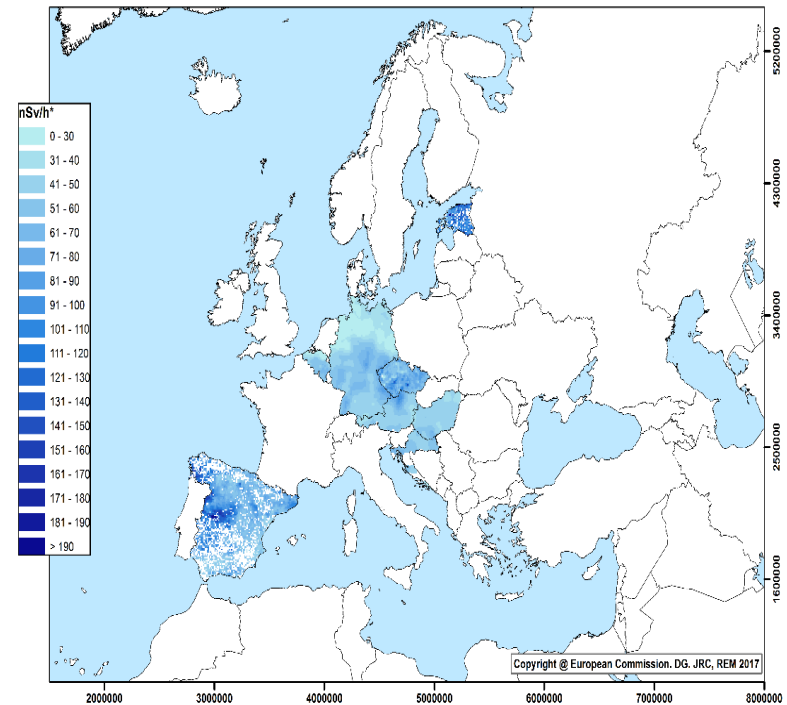 nSv/h*
0 - 30
31 - 40
41 - 50
51 - 60
61 - 70
71 - 80
81 - 90
91 - 100
101 - 110
111 - 120
121 - 130
131 - 140
141 - 150
151 - 160
161 - 170
171 - 180
181 - 190
> 190
5200000
4300000
3400000
2500000
1600000
Copyright @ European Commission. DG. JRC, REM 2017
2000000 3000000 4000000 5000000 6000000 7000000 8000000